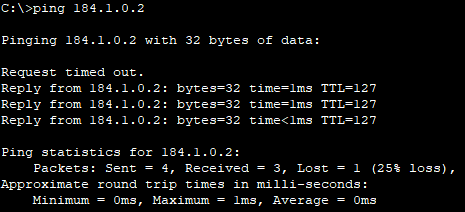 C:\>ping 184.1.0.2
Pinging 184.1.0.2 with 32 bytes of data:
Request timed out.
Reply from 184.1.0.2: bytes=32 time=1ms TTL=127
Reply from 184.1.0.2: bytes=32 time=1ms TTL=127
Reply from 184.1.0.2: bytes=32 time<1ms TTL=127
Ping statistics for 184.1.0.2:
    Packets: Sent = 4, Received = 3, Lost = 1 (25% loss),
Approximate round trip times in milli-seconds:
    Minimum = 0ms, Maximum = 1ms, Average = 0ms